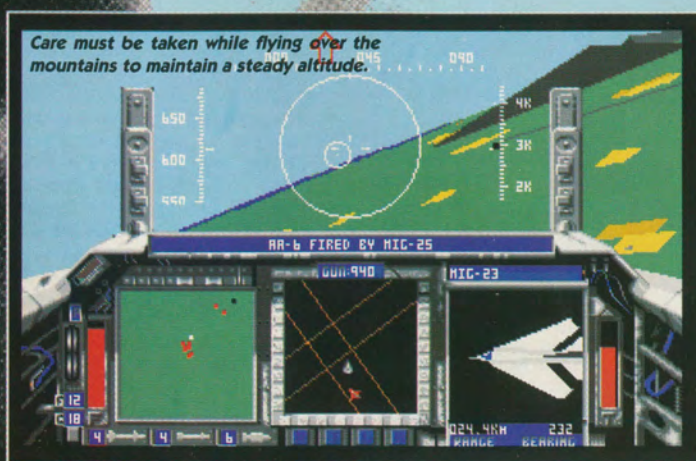 Care must be taken while flying over the
mountains to maintain a steady altitude.
045 040
650
600
550
4K
3K
2K
AA-6 FIRED BY MIG-25
GUN:940
MIG-23
12
18
4 4 6
024.4KM 232
RANGE BEARING